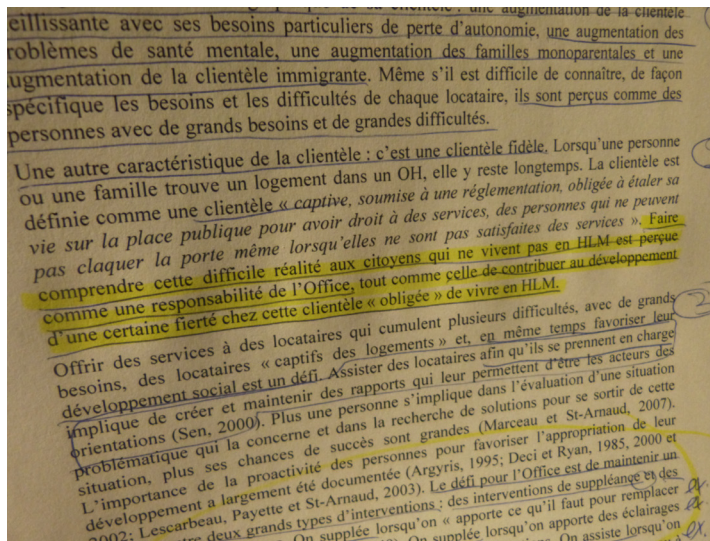 une augmentation de la clientèle
eillissante avec ses besoins particuliers de perte d'autonomie, une augmentation des
roblèmes de santé mentale, une augmentation des familles monoparentales et une
ugmentation de la clientèle immigrante. Même s'il est difficile de connaître, de façon
spécifique les besoins et les difficultés de chaque locataire, ils sont perçus comme des
personnes avec de grands besoins et de grandes difficultés.
Une autre caractéristique de la clientèle : c'est une clientèle fidèle. Lorsqu'une personne
ou une famille trouve un logement dans un OH, elle y reste longtemps. La clientèle est
définie comme une clientèle « captive, soumise à une réglementation, obligée à étaler sa
vie sur la place publique pour avoir droit à des services, des personnes qui ne peuvent
pas claquer la porte même lorsqu'elles ne sont pas satisfaites des services ». Faire
comprendre cette difficile réalité aux citoyens qui ne vivent pas en HLM est perçue
comme une responsabilité de l'Office, tout comme celle de contribuer au développement
d'une certaine fierté chez cette clientèle « obligée » de vivre en HLM.
2
Offrir des services à des locataires qui cumulent plusieurs difficultés, avec de grands
besoins, des locataires « captifs des logements » et, en même temps favoriser leur
développement social est un défi. Assister des locataires afin qu'ils se prennent en charge
implique de créer et maintenir des rapports qui leur permettent d'être les acteurs des
orientations (Sen, 2000). Plus une personne s'implique dans l'évaluation d'une situation
problématique qui la concerne et dans la recherche de solutions pour se sortir de cette
situation, plus ses chances de succès sont grandes (Marceau et St-Arnaud, 2007).
L'importance de la proactivité des personnes pour favoriser l'appropriation de leur
développement a largement été documentée (Argyris, 1995; Deci et Ryan, 1985, 2000 et
2002; Lescarbeau, Payette et St-Arnaud, 2003). Le défi pour l'Office est de maintenir un
entre deux grands types d'interventions : des interventions de suppléance et des
On supplée lorsqu'on « apporte ce qu'il faut pour remplacer ex.
On supplée lorsqu'on apporte des éclairages ex.
On assiste lorsqu'on ex.